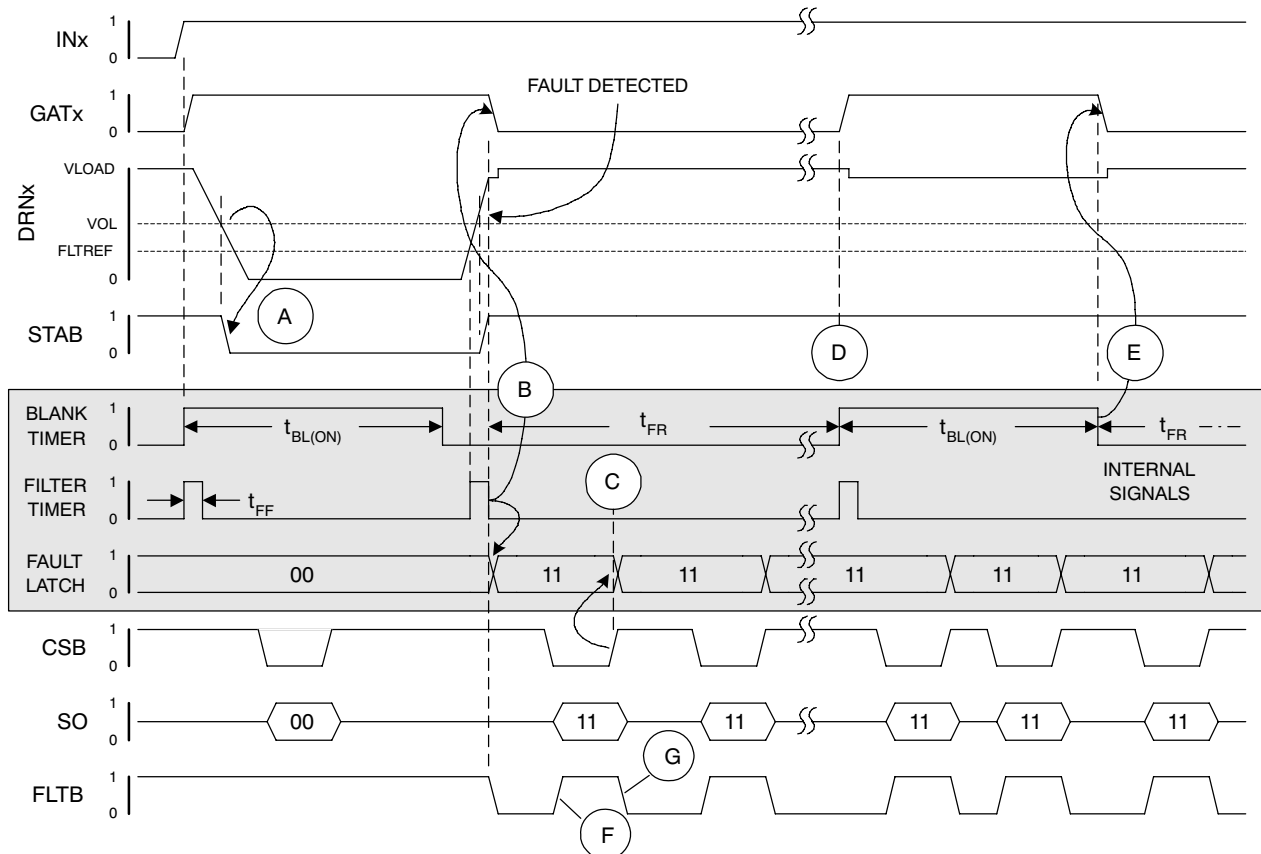 INx 1 0
GATx 1 0
FAULT DETECTED
DRNx
VLOAD
VOL
FLTREF
0
A
STAB 1 0
D
E
B
BLANK TIMER 1 0
tBL(ON)
tFR
tBL(ON)
tFR
FILTER TIMER 1 0
tFF
C
INTERNAL SIGNALS
FAULT LATCH 1 0
00 11 11 11 11 11
CSB 1 0
SO 1 0
00 11 11 11 11 11
G
FLTB 1 0
F